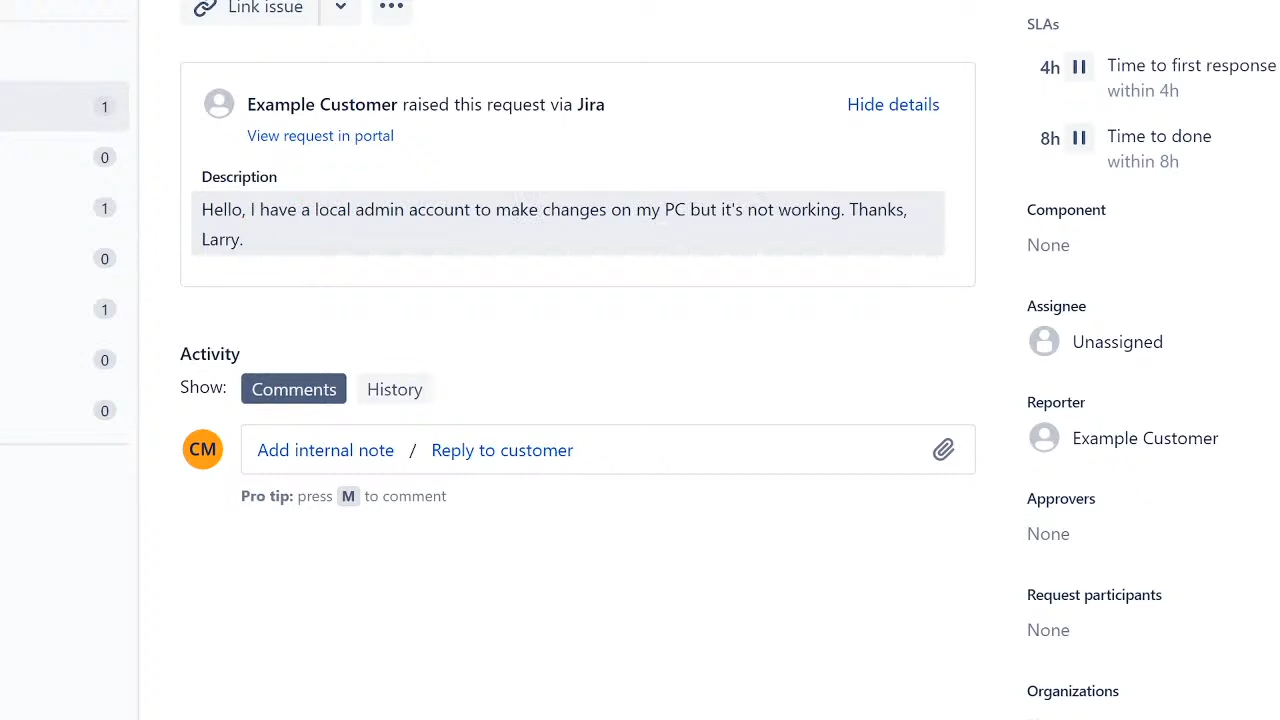 Link issue
SLAs
4h Time to first response
within 4h
8h Time to done
within 8h
1
0
1
0
1
0
0
Example Customer raised this request via Jira
Hide details
View request in portal
Description
Hello, I have a local admin account to make changes on my PC but it's not working. Thanks,
Larry.
Component
None
Assignee
Unassigned
Reporter
Example Customer
Approvers
None
Request participants
None
Organizations
Activity
Show: Comments History
CM Add internal note / Reply to customer
Pro tip: press M to comment